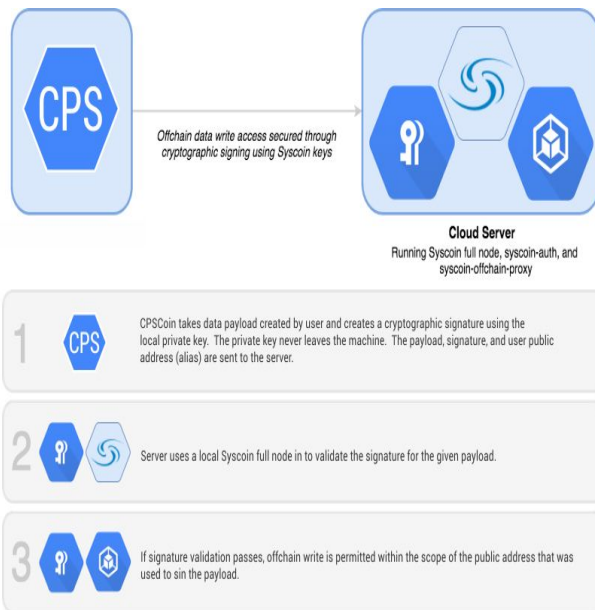 CPS
Offchain data write access secured through
cryptographic signing using Syscoin keys
Cloud Server
Running Syscoin full node, syscoin-auth, and
syscoin-offchain-proxy
1
CPS
CPSCoin takes data payload created by user and creates a cryptographic signature using the
local private key. The private key never leaves the machine. The payload, signature, and user public
address (alias) are sent to the server.
2
Server uses a local Syscoin full node in to validate the signature for the given payload.
3
If signature validation passes, offchain write is permitted within the scope of the public address that was
used to sin the payload.